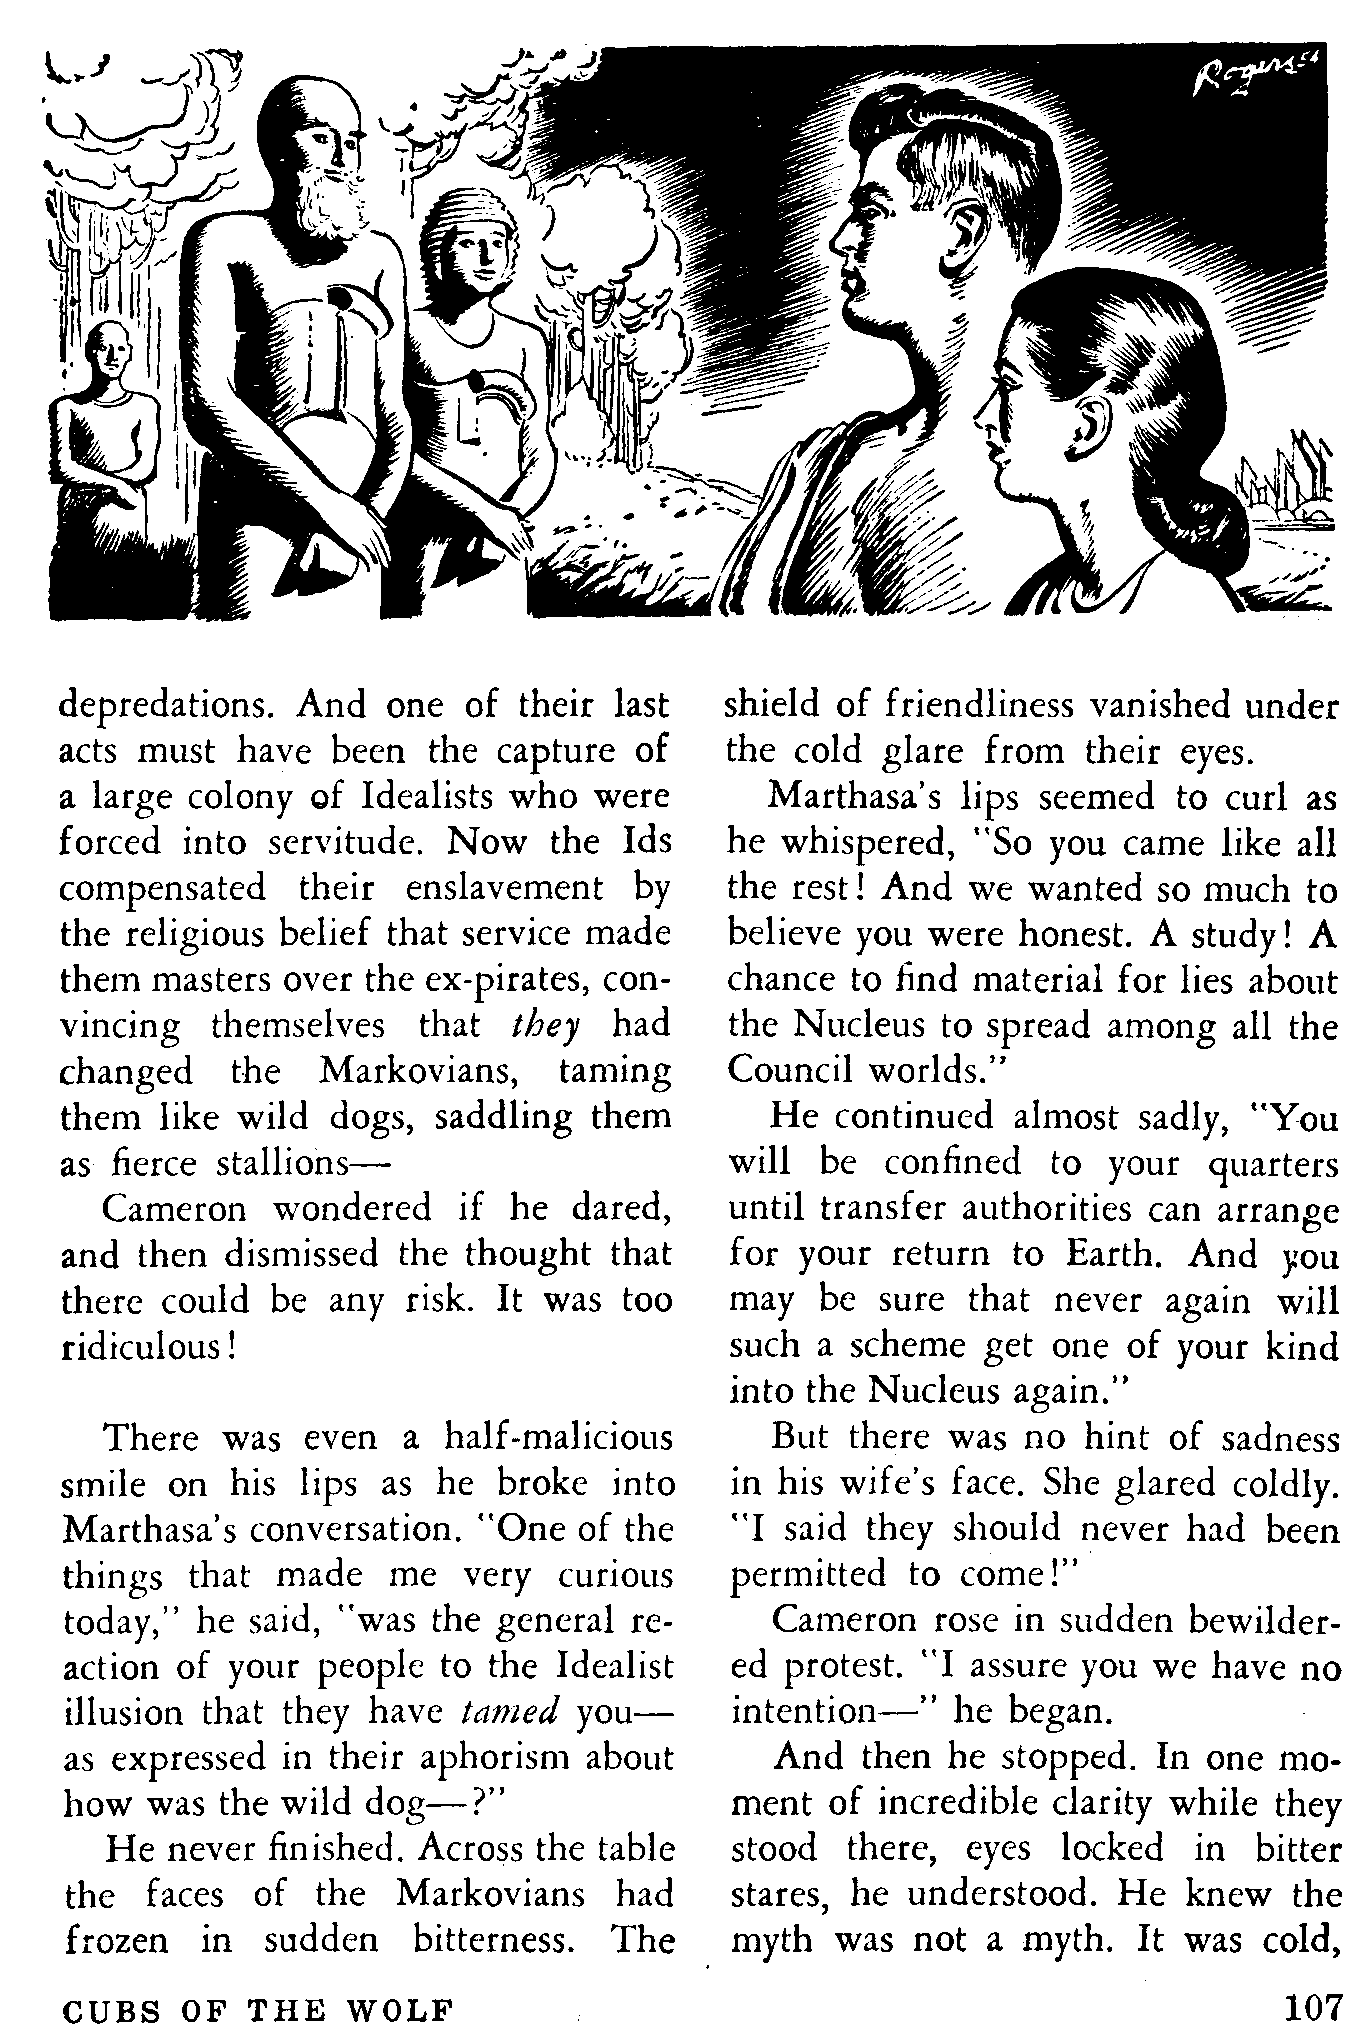 Rogers 54
depredations. And one of their last
acts must have been the capture of
a large colony of Idealists who were
forced into servitude. Now the Ids
compensated their enslavement by
the religious belief that service made
them masters over the ex-pirates, con-
vincing themselves that they had
changed the Markovians, taming
them like wild dogs, saddling them
as fierce stallions—
Cameron wondered if he dared,
and then dismissed the thought that
there could be any risk. It was too
ridiculous!
There was even a half-malicious
smile on his lips as he broke into
Marthasa's conversation. "One of the
things that made me very curious
today," he said, "was the general re-
action of your people to the Idealist
illusion that they have tamed you—
as expressed in their aphorism about
how was the wild dog—?"
He never finished. Across the table
the faces of the Markovians had
frozen in sudden bitterness. The
shield of friendliness vanished under
the cold glare from their eyes.
Marthasa's lips seemed to curl as
he whispered, "So you came like all
the rest! And we wanted so much to
believe you were honest. A study! A
chance to find material for lies about
the Nucleus to spread among all the
Council worlds."
He continued almost sadly, "You
will be confined to your quarters
until transfer authorities can arrange
for your return to Earth. And you
may be sure that never again will
such a scheme get one of your kind
into the Nucleus again."
But there was no hint of sadness
in his wife's face. She glared coldly.
"I said they should never had been
permitted to come!"
Cameron rose in sudden bewilder-
ed protest. "I assure you we have no
intention—" he began.
And then he stopped. In one mo-
ment of incredible clarity while they
stood there, eyes locked in bitter
stares, he understood. He knew the
myth was not a myth. It was cold,
CUBS OF THE WOLF
107